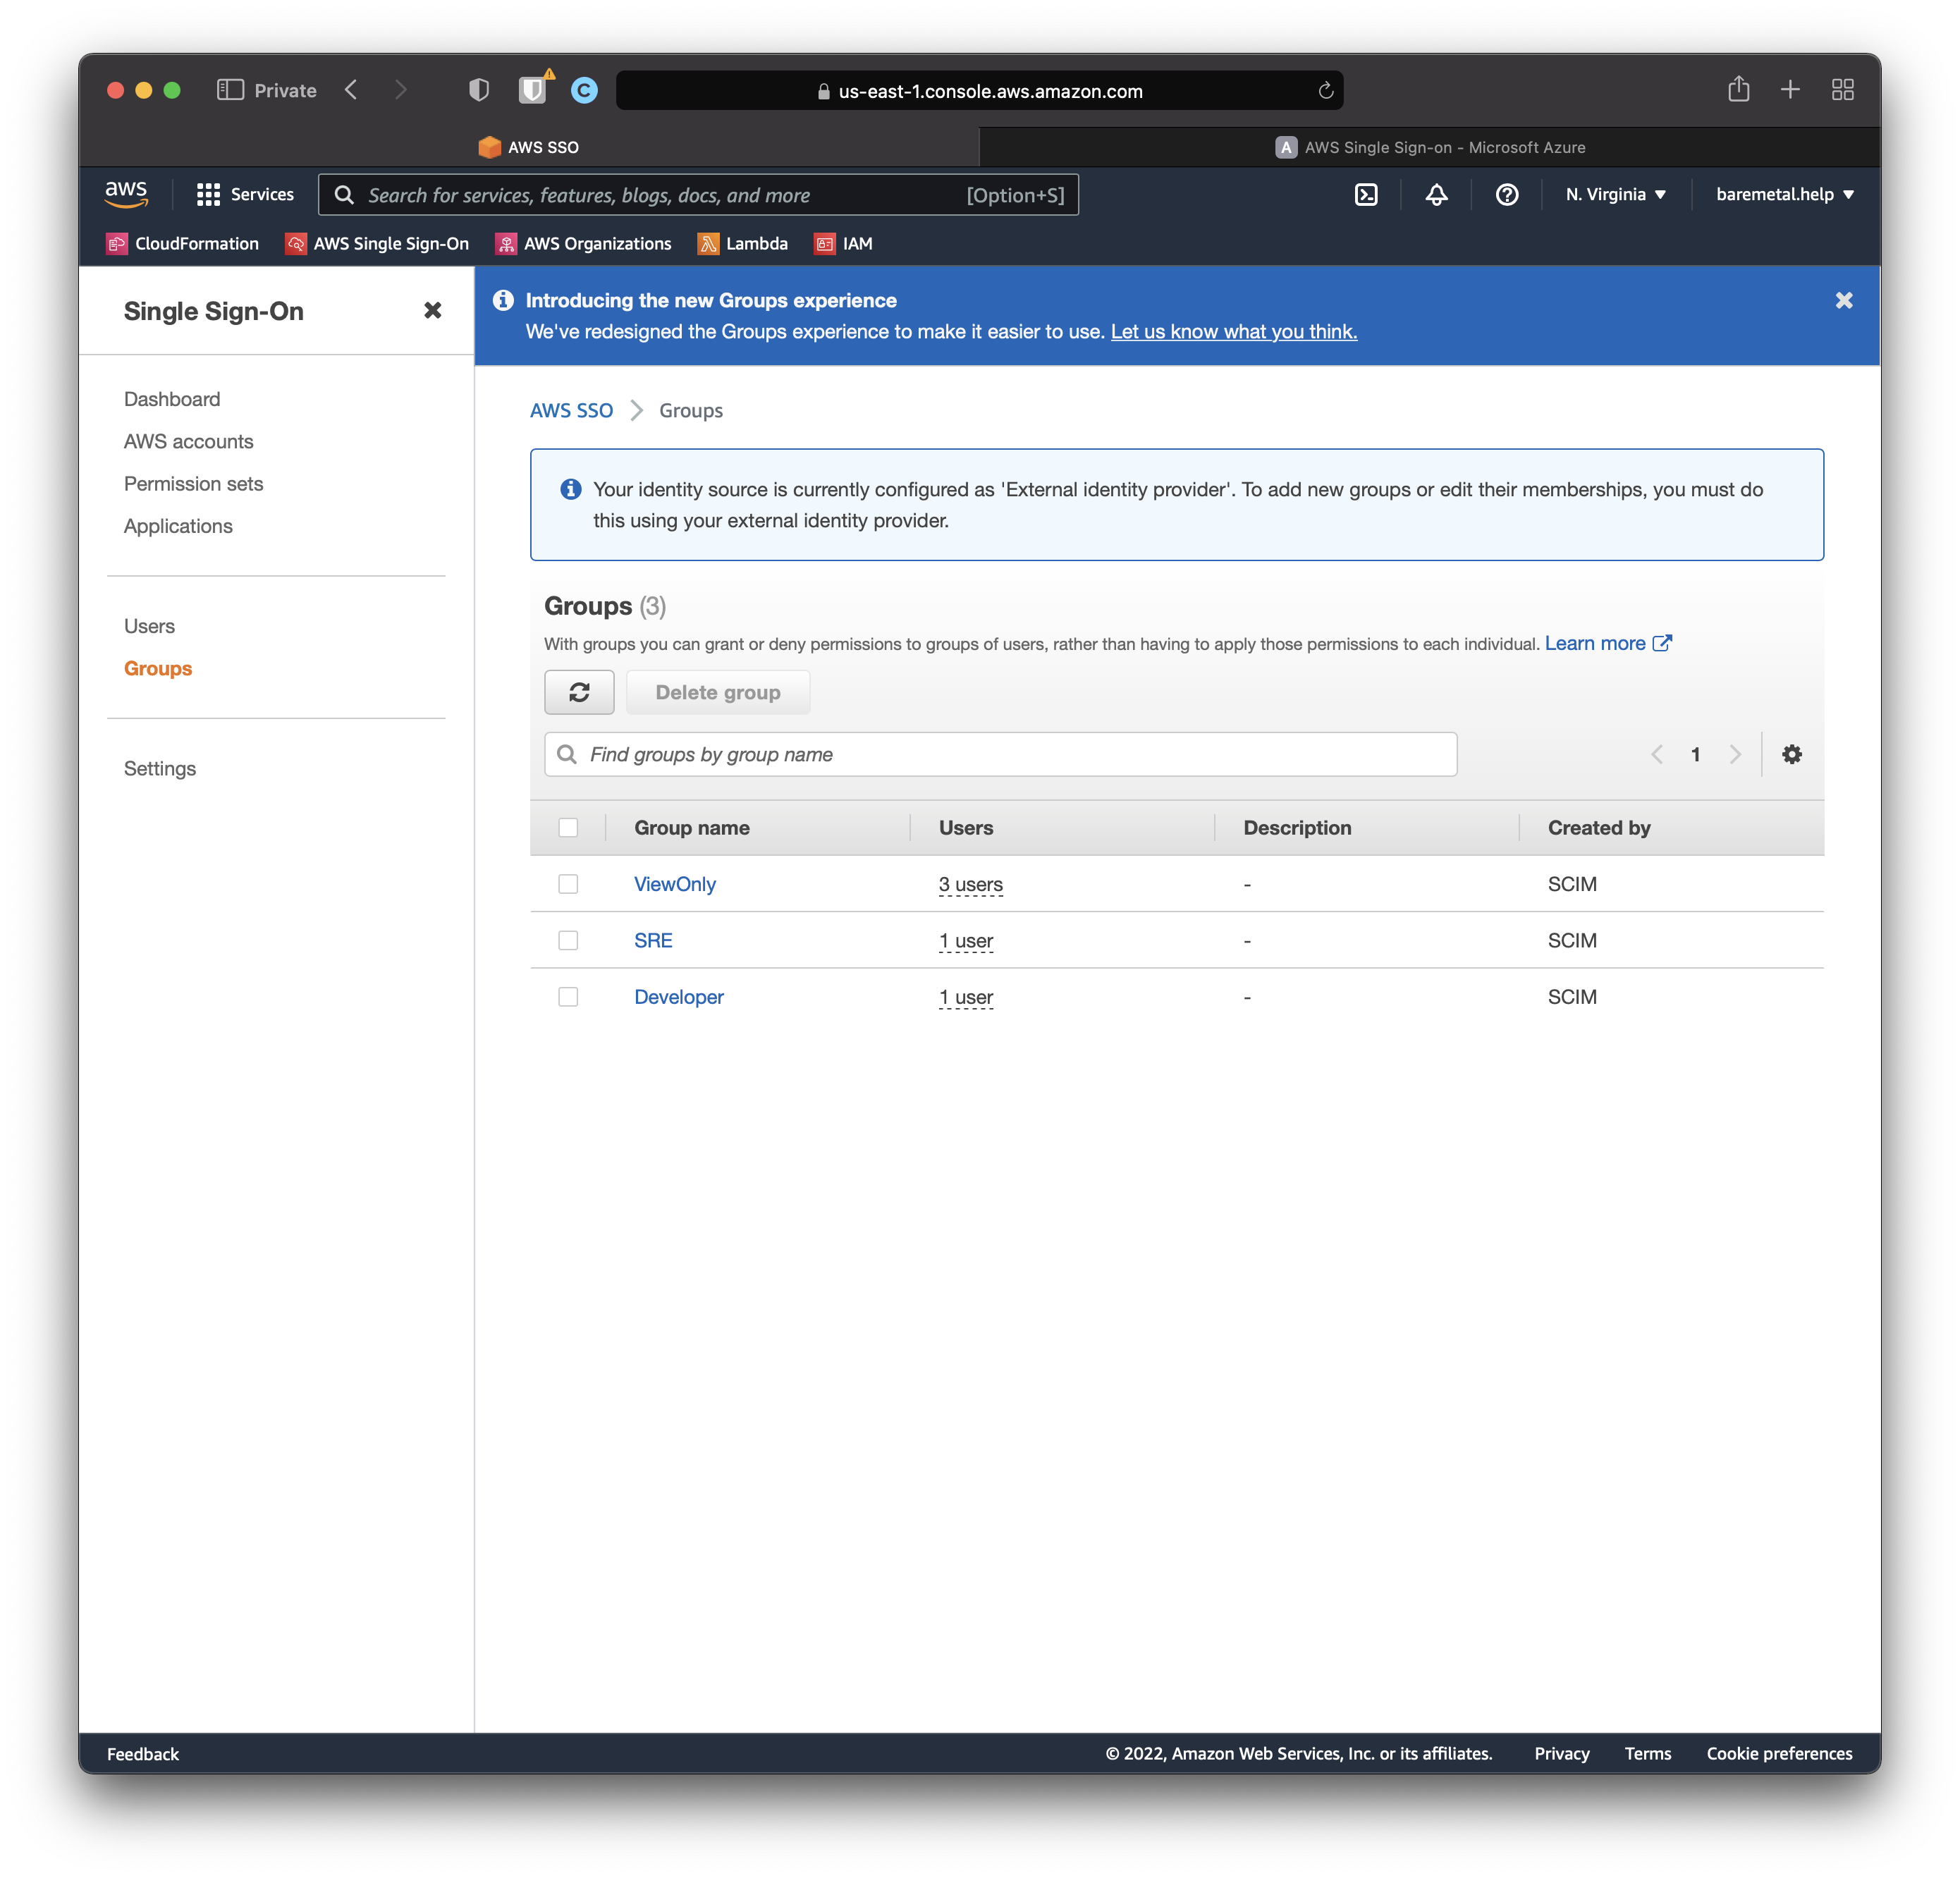 Private
us-east-1.console.aws.amazon.com
AWS SSO
A AWS Single Sign-on - Microsoft Azure
aws Services Search for services, features, blogs, docs, and more [Option+S] N. Virginia baremetal.help
CloudFormation AWS Single Sign-On AWS Organizations Lambda IAM
Single Sign-On
Dashboard
AWS accounts
Permission sets
Applications
Users
Groups
Settings
Introducing the new Groups experience
We've redesigned the Groups experience to make it easier to use. Let us know what you think.
AWS SSO Groups
Your identity source is currently configured as 'External identity provider'. To add new groups or edit their memberships, you must do
this using your external identity provider.
Groups (3)
With groups you can grant or deny permissions to groups of users, rather than having to apply those permissions to each individual. Learn more
Delete group
Find groups by group name
1
Group name Users Description Created by
ViewOnly 3 users - SCIM
SRE 1 user - SCIM
Developer 1 user - SCIM
Feedback © 2022, Amazon Web Services, Inc. or its affiliates. Privacy Terms Cookie preferences